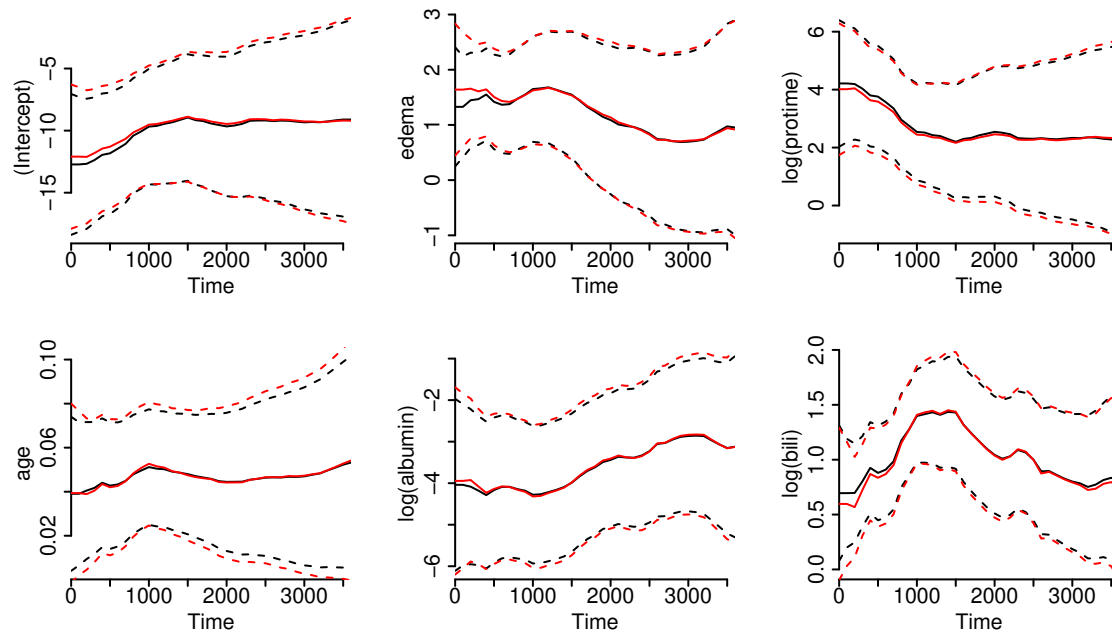 (Intercept)
−15 −10 −5
0 1000 2000 3000
Time
edema
−1 0 1 2 3
0 1000 2000 3000
Time
log(protime)
0 2 4 6
0 1000 2000 3000
Time
age
0.02 0.06 0.10
0 1000 2000 3000
Time
log(albumin)
−6 −4 −2
0 1000 2000 3000
Time
log(bili)
0.0 0.5 1.0 1.5 2.0
0 1000 2000 3000
Time